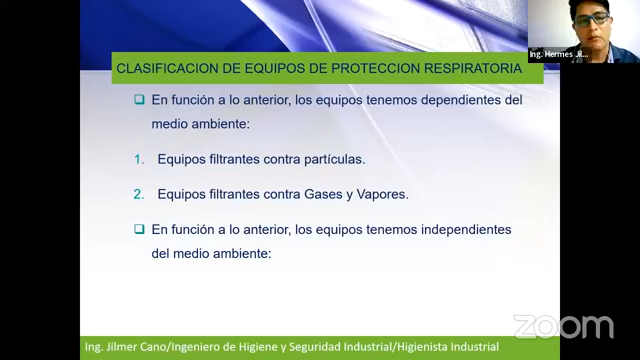 Ing. Hermes Jil...
CLASIFICACION DE EQUIPOS DE PROTECCION RESPIRATORIA
❑ En función a lo anterior, los equipos tenemos dependientes del
medio ambiente:
1. Equipos filtrantes contra partículas.
2. Equipos filtrantes contra Gases y Vapores.
❑ En función a lo anterior, los equipos tenemos independientes
del medio ambiente:
zoom
Ing. Jilmer Cano/Ingeniero de Higiene y Seguridad Industrial/Higienista Industrial